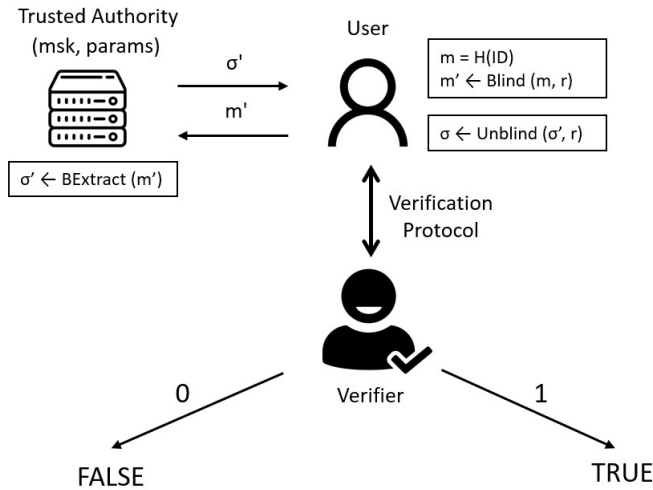 Trusted Authority
(msk, params)
User
σ'
m'
m = H(ID)
m’ ← Blind (m, r)
σ ← Unblind (σ’, r)
σ’ ← BExtract (m’)
Verification
Protocol
Verifier
0
1
FALSE
TRUE